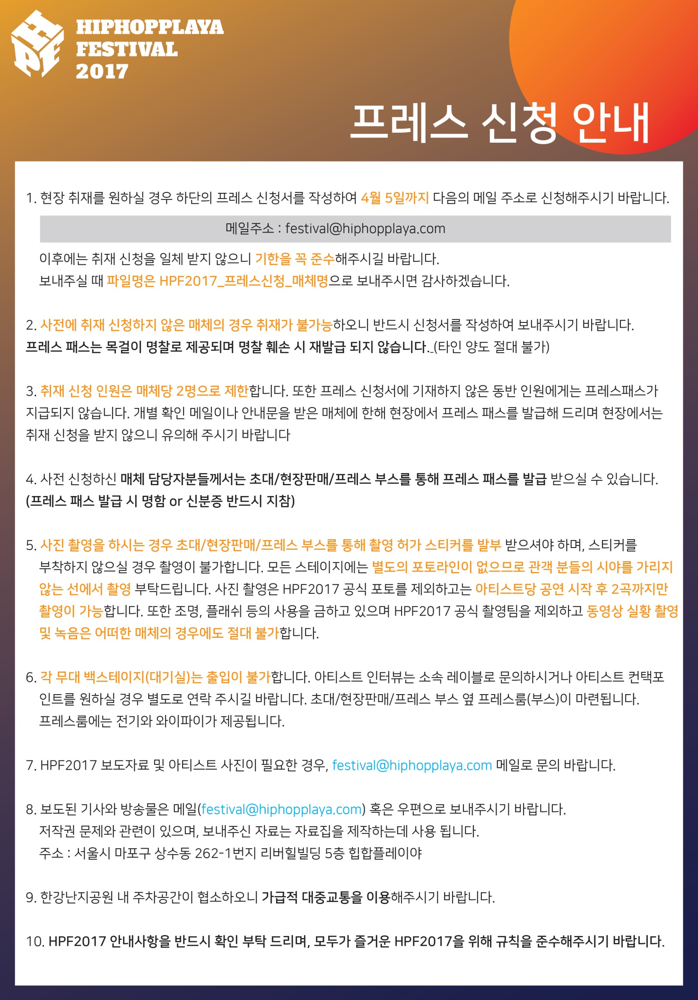 HPF
HIPHOPPLAYA
FESTIVAL
2017
프레스 신청 안내
1. 현장 취재를 원하실 경우 하단의 프레스 신청서를 작성하여 4월 5일까지 다음의 메일 주소로 신청해주시기 바랍니다.
메일주소 : festival@hiphopplaya.com
이후에는 취재 신청을 일체 받지 않으니 기한을 꼭 준수해주시길 바랍니다.
보내주실 때 파일명은 HPF2017_프레스신청_매체명으로 보내주시면 감사하겠습니다.
2. 사전에 취재 신청하지 않은 매체의 경우 취재가 불가능하오니 반드시 신청서를 작성하여 보내주시기 바랍니다.
프레스 패스는 목걸이 명찰로 제공되며 명찰 훼손 시 재발급 되지 않습니다. (타인 양도 절대 불가)
3. 취재 신청 인원은 매체당 2명으로 제한합니다. 또한 프레스 신청서에 기재하지 않은 동반 인원에게는 프레스패스가
지급되지 않습니다. 개별 확인 메일이나 안내문을 받은 매체에 한해 현장에서 프레스 패스를 발급해 드리며 현장에서는
취재 신청을 받지 않으니 유의해 주시기 바랍니다
4. 사전 신청하신 매체 담당자분들께서는 초대/현장판매/프레스 부스를 통해 프레스 패스를 발급 받으실 수 있습니다.
(프레스 패스 발급 시 명함 or 신분증 반드시 지참)
5. 사진 촬영을 하시는 경우 초대/현장판매/프레스 부스를 통해 촬영 허가 스티커를 발부 받으셔야 하며, 스티커를
부착하지 않으실 경우 촬영이 불가합니다. 모든 스테이지에는 별도의 포토라인이 없으므로 관객 분들의 시야를 가리지
않는 선에서 촬영 부탁드립니다. 사진 촬영은 HPF2017 공식 포토를 제외하고는 아티스트당 공연 시작 후 2곡까지만
촬영이 가능합니다. 또한 조명, 플래쉬 등의 사용을 금하고 있으며 HPF2017 공식 촬영팀을 제외하고 동영상 실황 촬영
및 녹음은 어떠한 매체의 경우에도 절대 불가합니다.
6. 각 무대 백스테이지(대기실)는 출입이 불가합니다. 아티스트 인터뷰는 소속 레이블로 문의하시거나 아티스트 컨택포
인트를 원하실 경우 별도로 연락 주시길 바랍니다. 초대/현장판매/프레스 부스 옆 프레스룸(부스)이 마련됩니다.
프레스룸에는 전기와 와이파이가 제공됩니다.
7. HPF2017 보도자료 및 아티스트 사진이 필요한 경우, festival@hiphopplaya.com 메일로 문의 바랍니다.
8. 보도된 기사와 방송물은 메일(festival@hiphopplaya.com) 혹은 우편으로 보내주시기 바랍니다.
저작권 문제와 관련이 있으며, 보내주신 자료는 자료집을 제작하는데 사용 됩니다.
주소 : 서울시 마포구 상수동 262-1번지 리버힐빌딩 5층 힙합플레이야
9. 한강난지공원 내 주차공간이 협소하오니 가급적 대중교통을 이용해주시기 바랍니다.
10. HPF2017 안내사항을 반드시 확인 부탁 드리며, 모두가 즐거운 HPF2017을 위해 규칙을 준수해주시기 바랍니다.